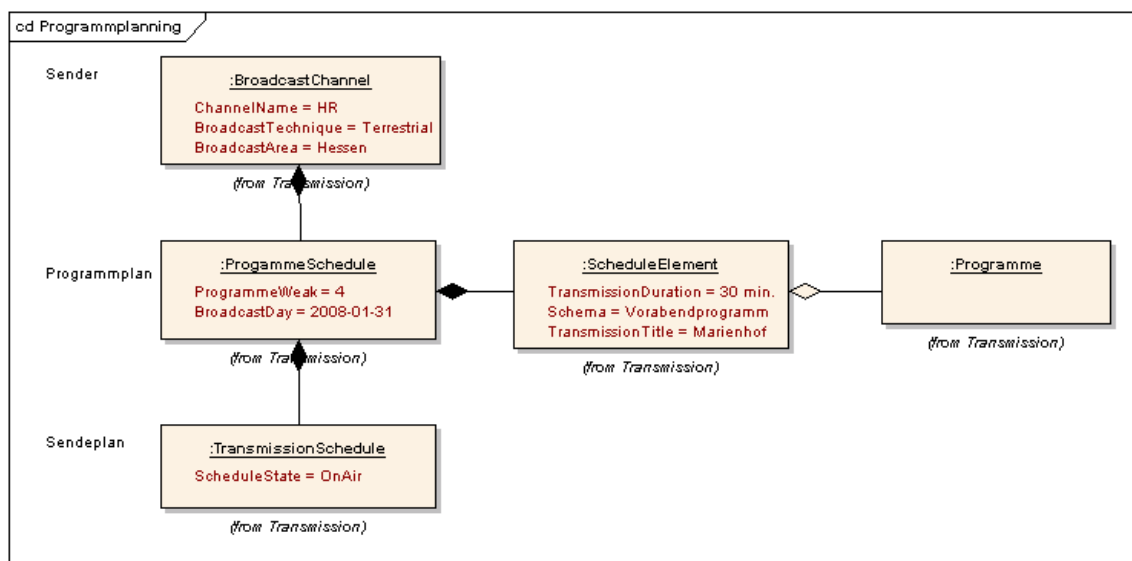 cd Programmplanning
Sender
:BroadcastChannel
ChannelName = HR
BroadcastTechnique = Terrestrial
BroadcastArea = Hessen
(from Transmission)
Programmplan
:ProgammeSchedule
ProgrammeWeak = 4
BroadcastDay = 2008-01-31
(from Transmission)
:ScheduleElement
TransmissionDuration = 30 min.
Schema = Vorabendprogramm
TransmissionTitle = Marienhof
(from Transmission)
:Programme
(from Transmission)
Sendeplan
:TransmissionSchedule
ScheduleState = OnAir
(from Transmission)